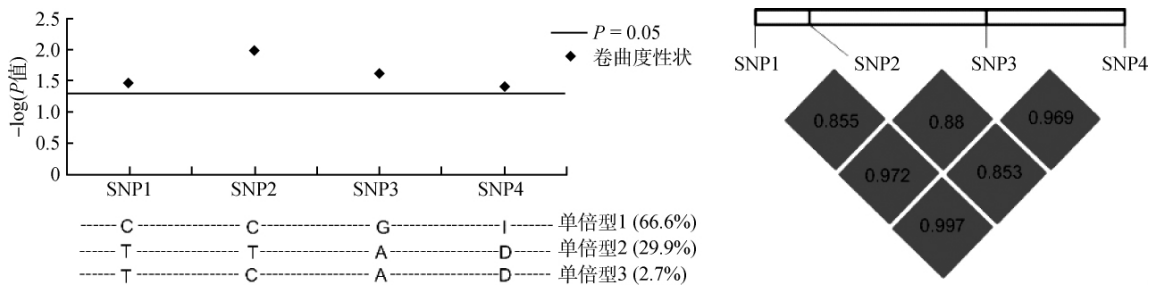 2.5
2.0
1.5
1.0
0.5
0
−log(P值)
P = 0.05
卷曲度性状
SNP1 SNP2 SNP3 SNP4
C C G I 单倍型1 (66.6%)
T T A D 单倍型2 (29.9%)
T C A D 单倍型3 (2.7%)
SNP1 SNP2 SNP3 SNP4
0.855 0.88 0.969
0.972 0.853
0.997